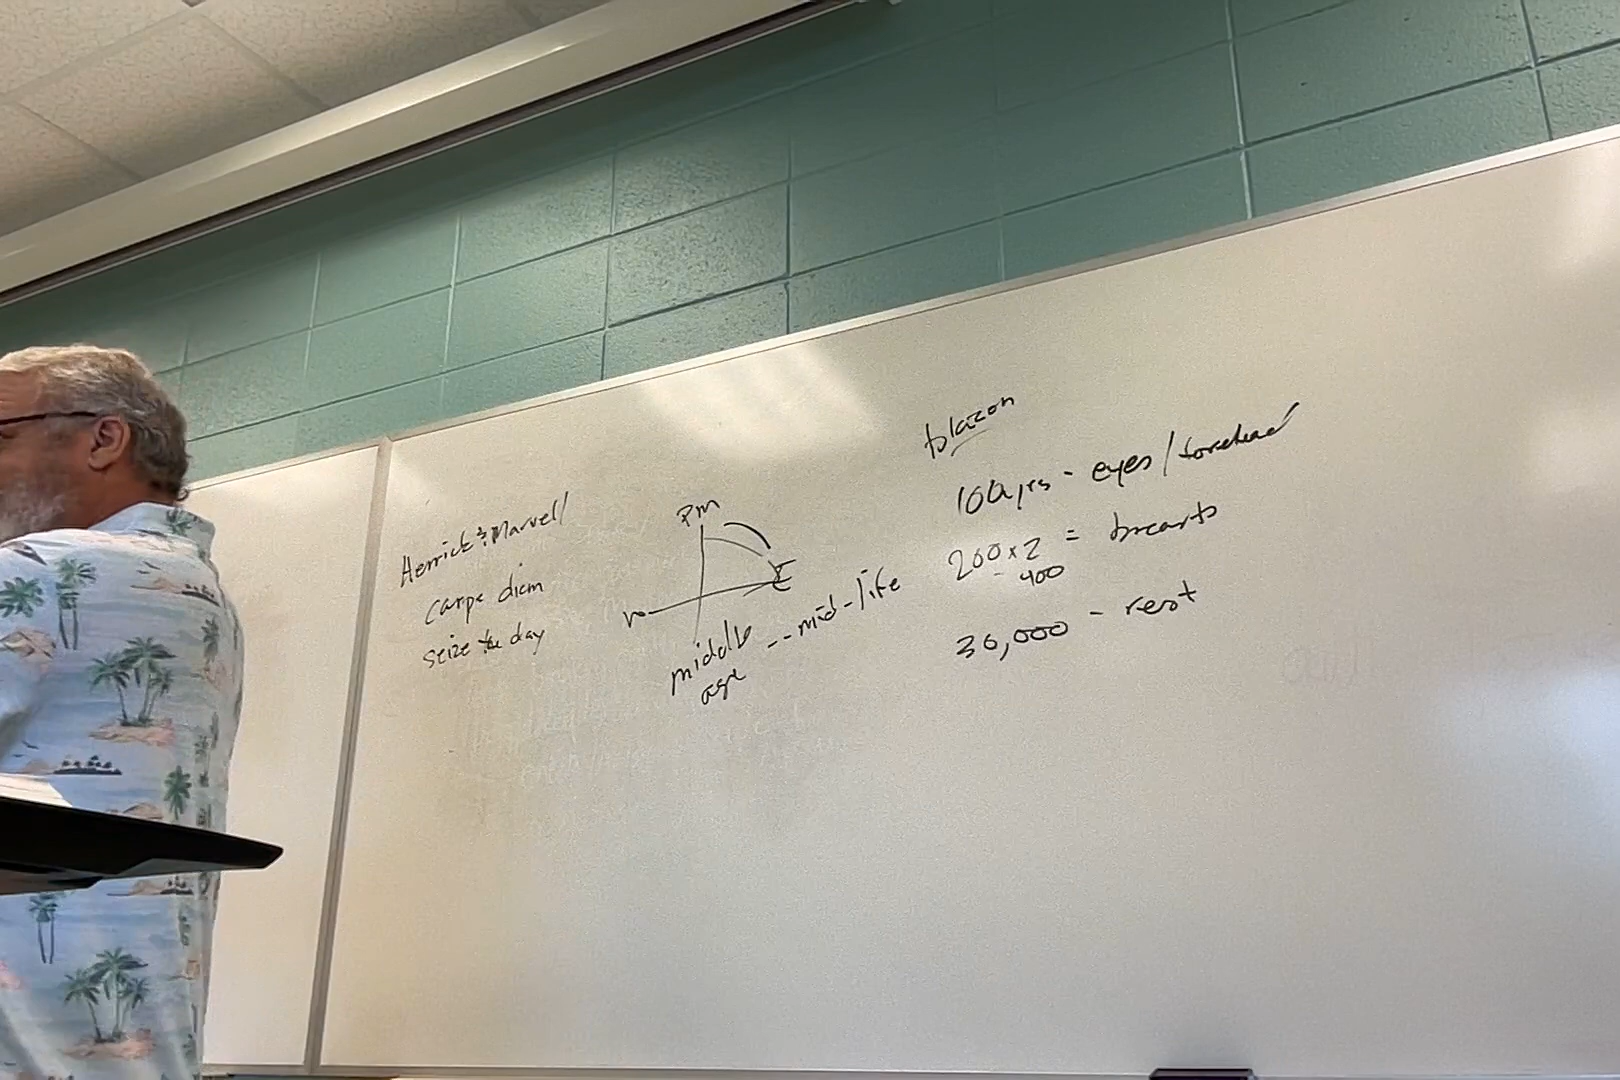 Herrick & Marvell
carpe diem
seize the day
PM
E
middle
age -- mid-life
blazon
100 yrs - eyes / forehead
200 x 2 = breasts
- 400
30,000 - rest